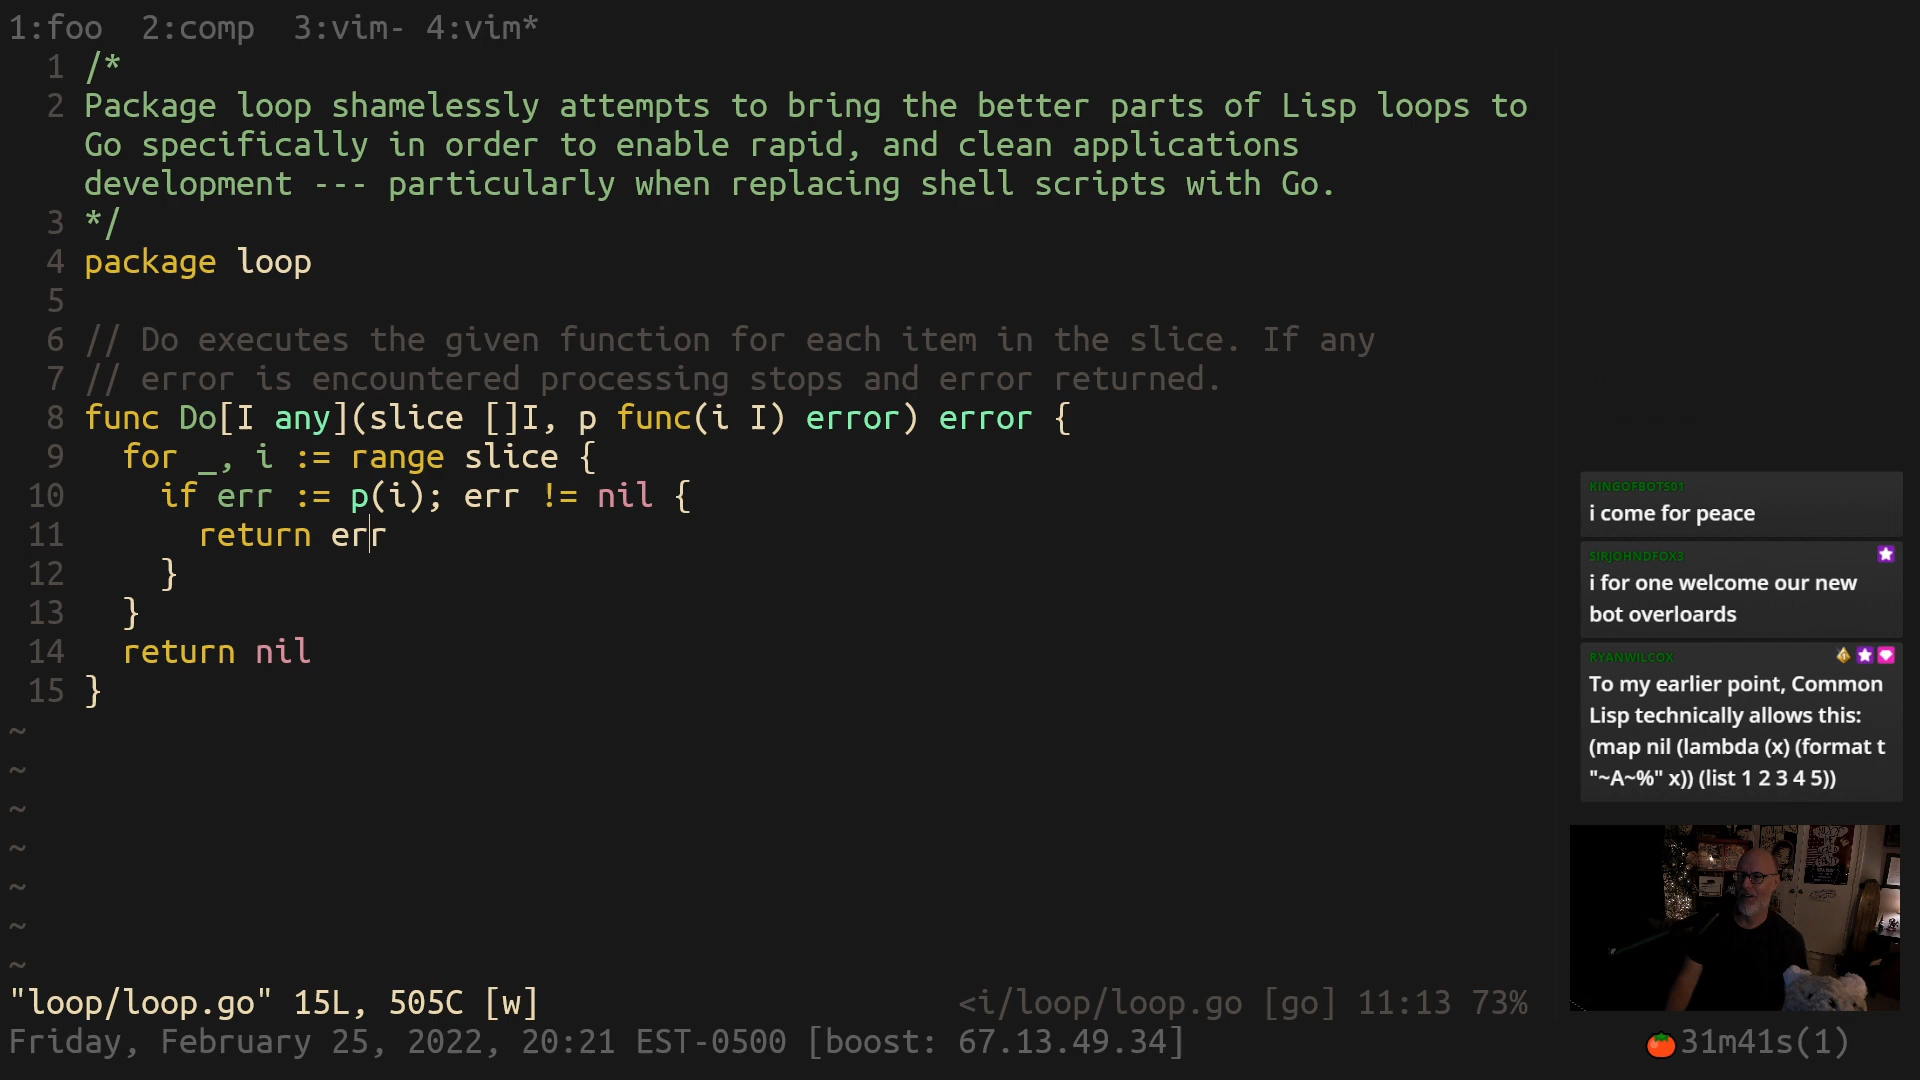 1:foo  2:comp  3:vim- 4:vim*
1 /*
2 Package loop shamelessly attempts to bring the better parts of Lisp loops to
Go specifically in order to enable rapid, and clean applications
development --- particularly when replacing shell scripts with Go.
3 */
4 package loop
5
6 // Do executes the given function for each item in the slice. If any
7 // error is encountered processing stops and error returned.
8 func Do[I any](slice []I, p func(i I) error) error {
9   for _, i := range slice {
10     if err := p(i); err != nil {
11       return err
12     }
13   }
14   return nil
15 }
~
~
~
~
~
~
~
"loop/loop.go" 15L, 505C [w] <i/loop/loop.go [go] 11:13 73%
Friday, February 25, 2022, 20:21 EST-0500 [boost: 67.13.49.34]
🍅31m41s(1)
KINGOFBOTS01
i come for peace
SIRJOHNDFOX3
i for one welcome our new
bot overloards
RYANWILCOX
To my earlier point, Common
Lisp technically allows this:
(map nil (lambda (x) (format t
"~A~%" x)) (list 1 2 3 4 5))